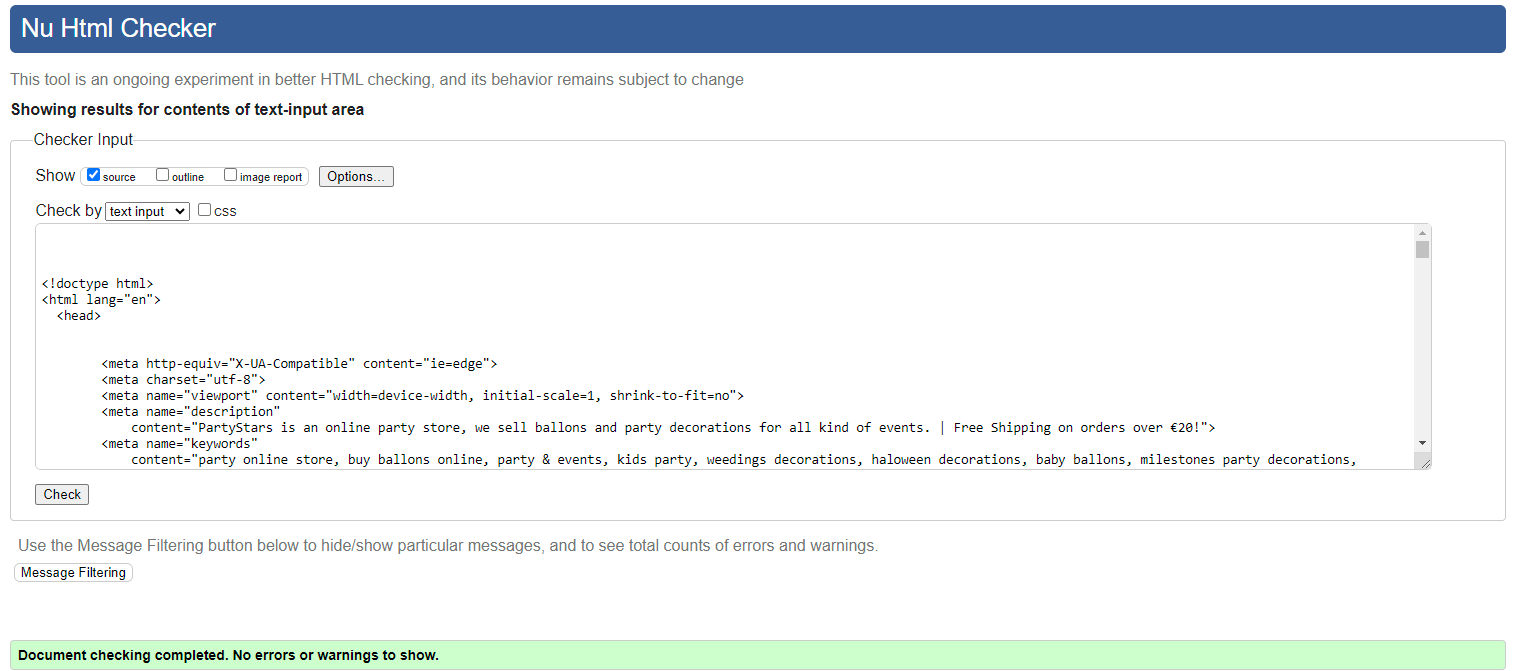 Nu Html Checker
This tool is an ongoing experiment in better HTML checking, and its behavior remains subject to change
Showing results for contents of text-input area
Checker Input
Show source outline image report Options...
Check by text input css
<!doctype html>
<html lang="en">
<head>
<meta http-equiv="X-UA-Compatible" content="ie=edge">
<meta charset="utf-8">
<meta name="viewport" content="width=device-width, initial-scale=1, shrink-to-fit=no">
<meta name="description"
content="PartyStars is an online party store, we sell ballons and party decorations for all kind of events. | Free Shipping on orders over €20!">
<meta name="keywords"
content="party online store, buy ballons online, party & events, kids party, weedings decorations, haloween decorations, baby ballons, milestones party decorations,
Check
Use the Message Filtering button below to hide/show particular messages, and to see total counts of errors and warnings.
Message Filtering
Document checking completed. No errors or warnings to show.